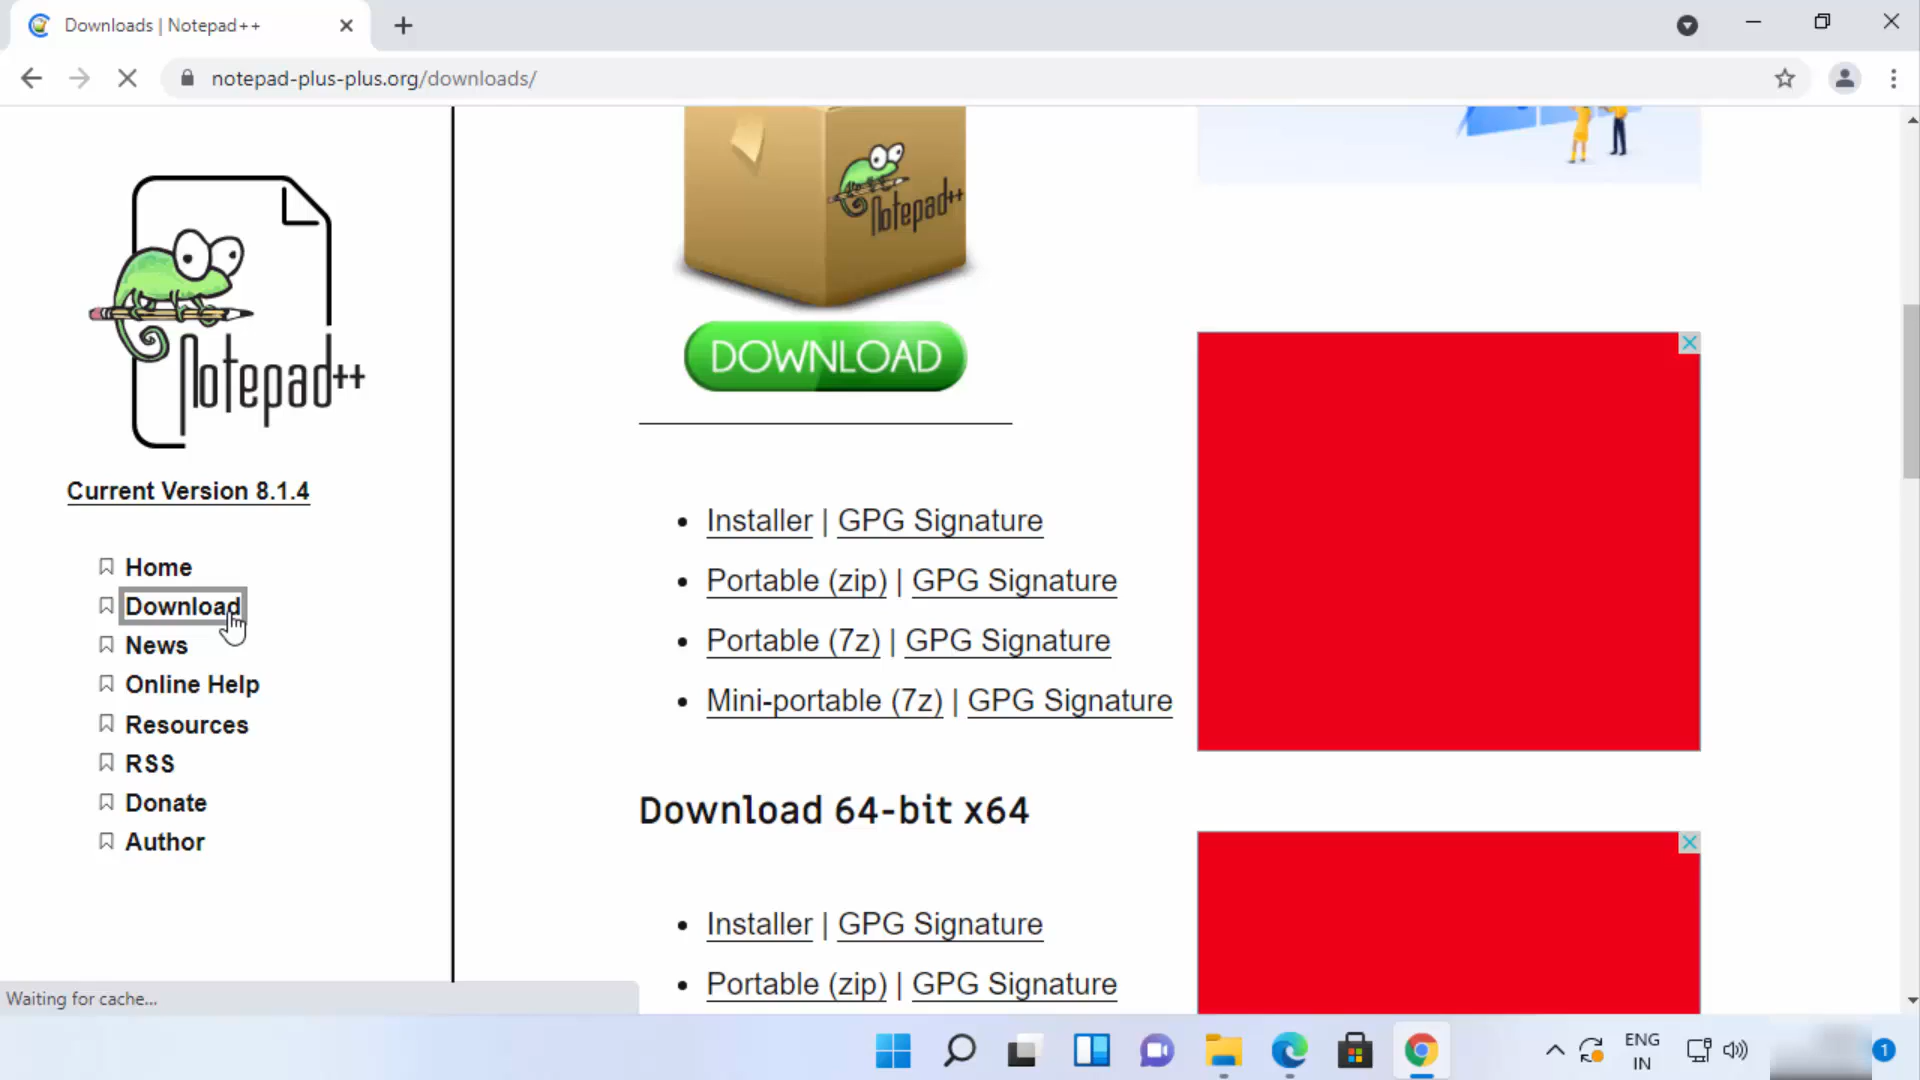 Downloads | Notepad++
notepad-plus-plus.org/downloads/
Notepad++
DOWNLOAD
Notepad++
Current Version 8.1.4
Home
Download
News
Online Help
Resources
RSS
Donate
Author
Installer | GPG Signature
Portable (zip) | GPG Signature
Portable (7z) | GPG Signature
Mini-portable (7z) | GPG Signature
Download 64-bit x64
Installer | GPG Signature
Portable (zip) | GPG Signature
Waiting for cache...
ENG
IN
1